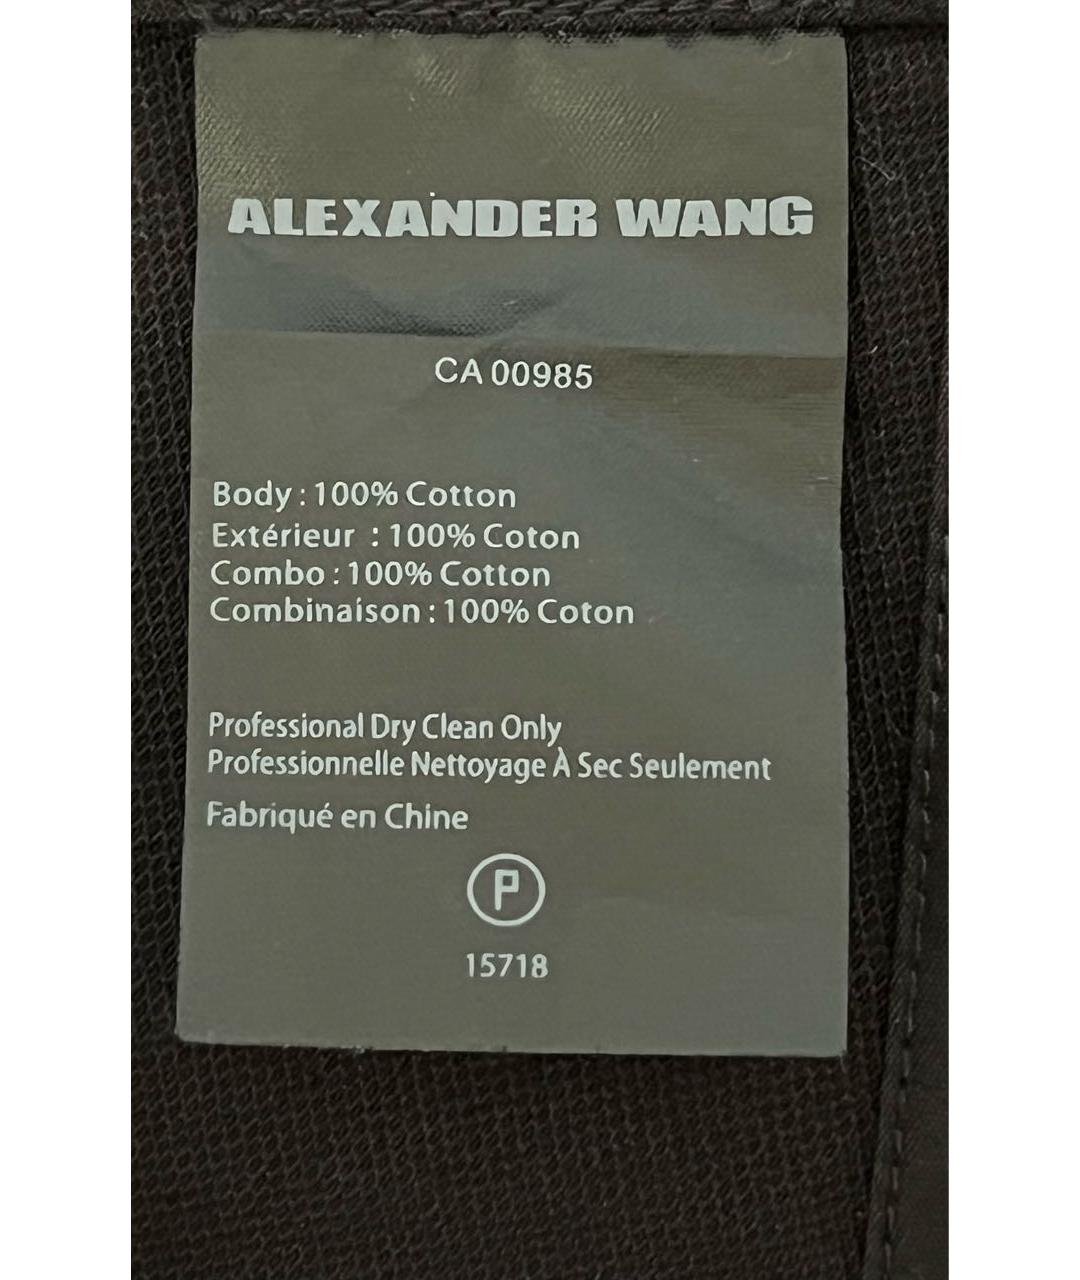 ALEXANDER WANG
CA 00985
Body : 100% Cotton
Extérieur : 100% Coton
Combo : 100% Cotton
Combinaison : 100% Coton
Professional Dry Clean Only
Professionnelle Nettoyage À Sec Seulement
Fabriqué en Chine
P
15718